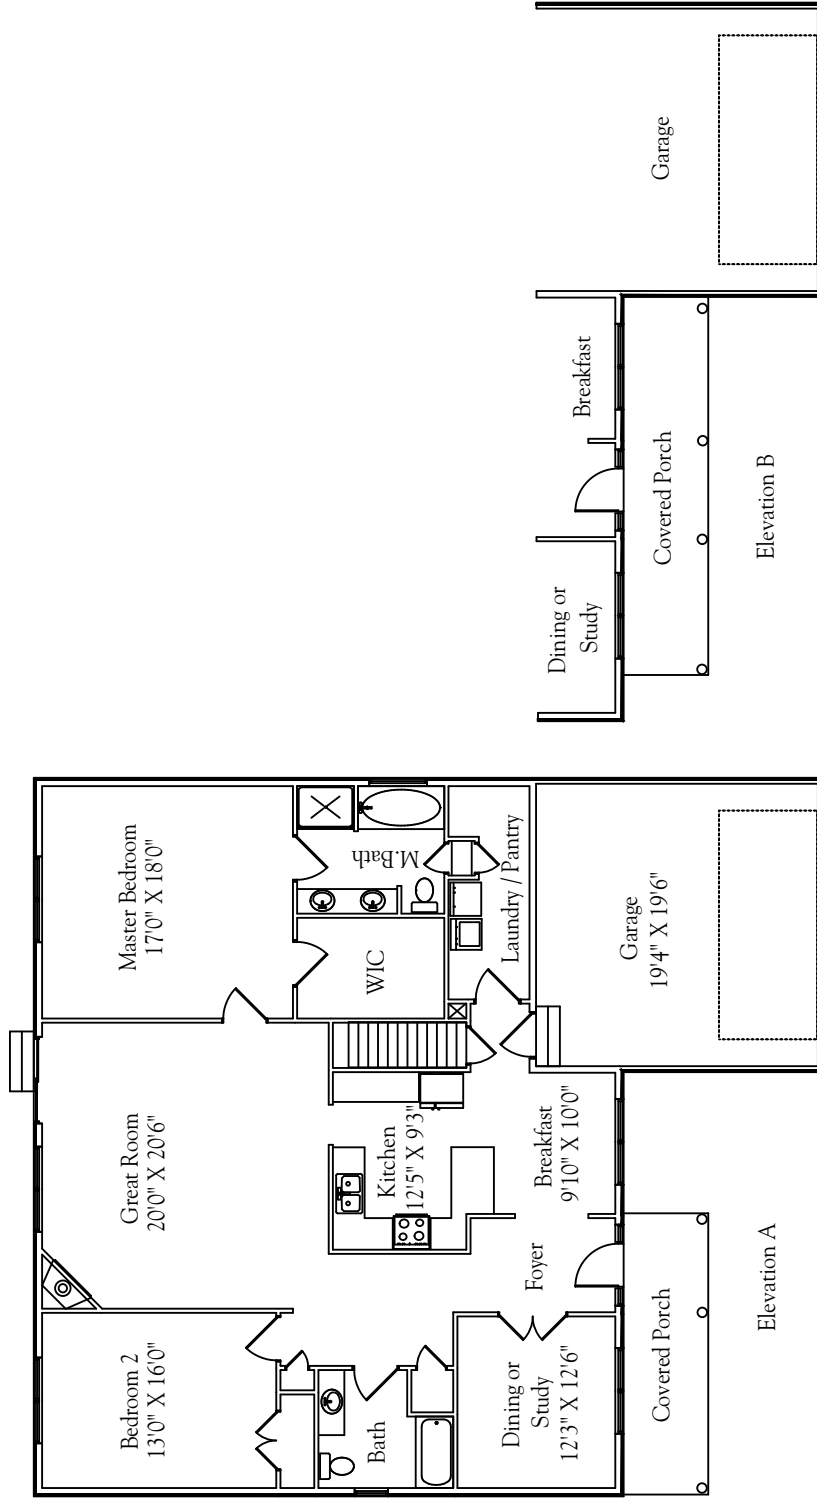 Bedroom 2
13'0" X 16'0"
Great Room
20'0" X 20'6"
Master Bedroom
17'0" X 18'0"
Bath
Kitchen
12'5" X 9'3"
WIC
M.Bath
Dining or
Study
12'3" X 12'6"
Foyer
Breakfast
9'10" X 10'0"
Laundry / Pantry
Covered Porch
Garage
19'4" X 19'6"
Elevation A
Dining or
Study
Breakfast
Covered Porch
Garage
Elevation B